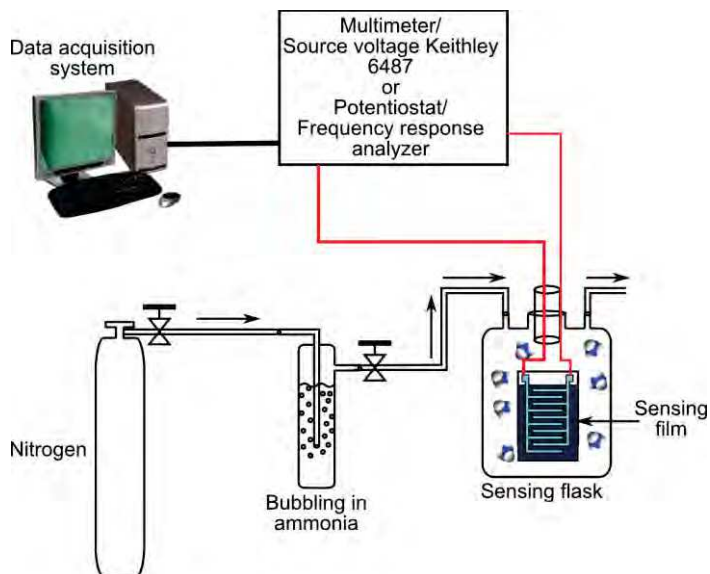 Data acquisition
system
Multimeter/
Source voltage Keithley
6487
or
Potentiostat/
Frequency response
analyzer
Nitrogen
Bubbling in
ammonia
Sensing
film
Sensing flask